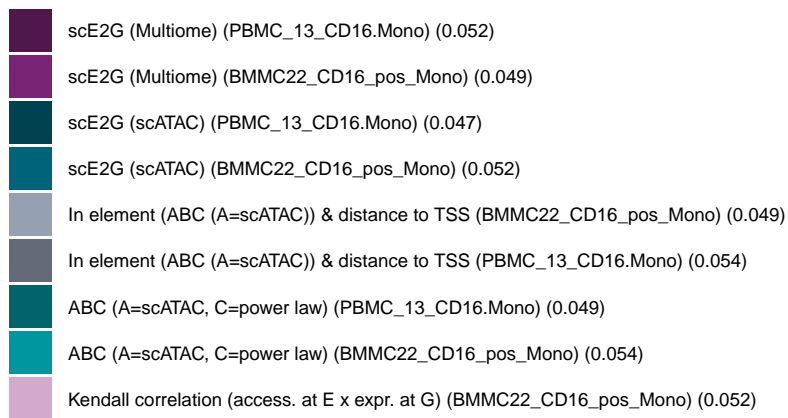 scE2G (Multiome) (PBMC_13_CD16.Mono) (0.052)
scE2G (Multiome) (BMMC22_CD16_pos_Mono) (0.049)
scE2G (scATAC) (PBMC_13_CD16.Mono) (0.047)
scE2G (scATAC) (BMMC22_CD16_pos_Mono) (0.052)
In element (ABC (A=scATAC)) & distance to TSS (BMMC22_CD16_pos_Mono) (0.049)
In element (ABC (A=scATAC)) & distance to TSS (PBMC_13_CD16.Mono) (0.054)
ABC (A=scATAC, C=power law) (PBMC_13_CD16.Mono) (0.049)
ABC (A=scATAC, C=power law) (BMMC22_CD16_pos_Mono) (0.054)
Kendall correlation (access. at E x expr. at G) (BMMC22_CD16_pos_Mono) (0.052)